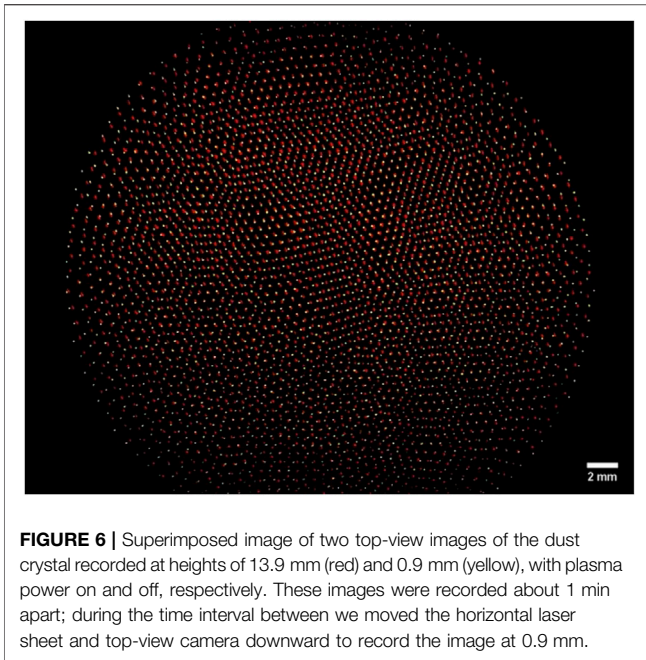 2 mm
FIGURE 6 | Superimposed image of two top-view images of the dust
crystal recorded at heights of 13.9 mm (red) and 0.9 mm (yellow), with plasma
power on and off, respectively. These images were recorded about 1 min
apart; during the time interval between we moved the horizontal laser
sheet and top-view camera downward to record the image at 0.9 mm.